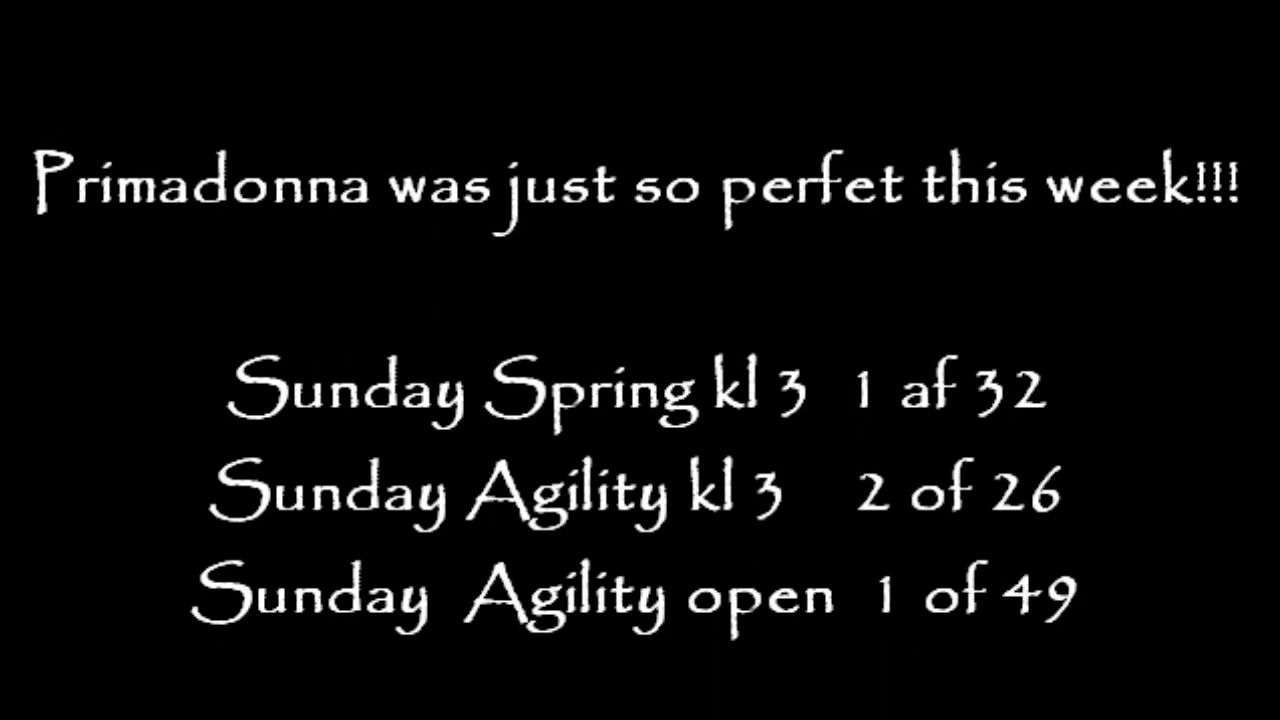 Primadonna was just so perfet this week!!!
Sunday Spring kl 3 1 af 32
Sunday Agility kl 3 2 of 26
Sunday Agility open 1 of 49